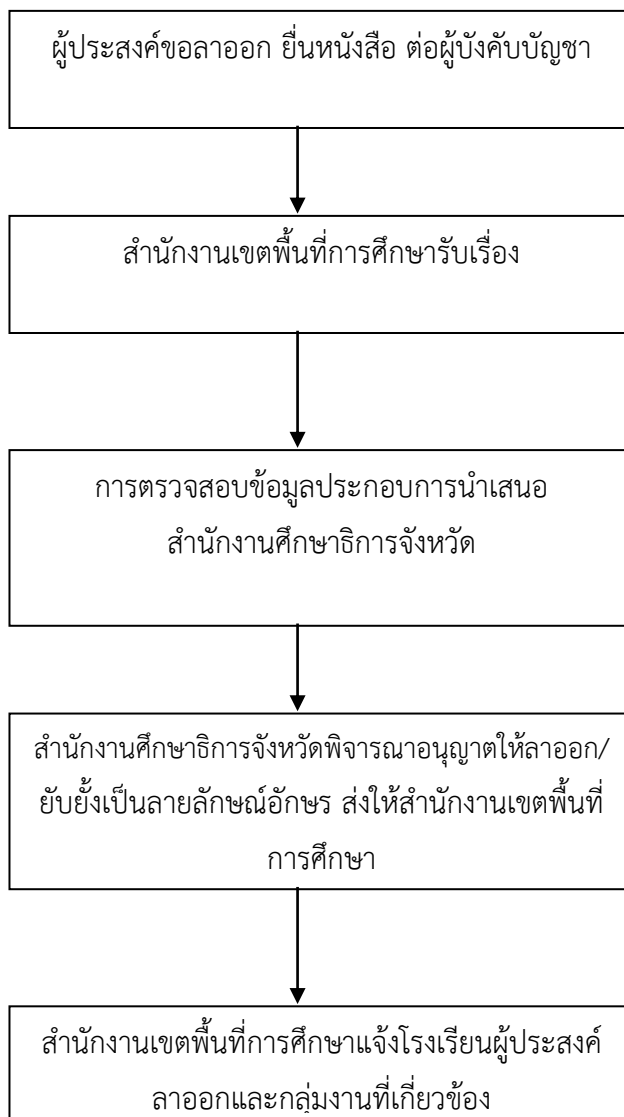 ผู้ประสงค์ขอลาออก ยื่นหนังสือ ต่อผู้บังคับบัญชา
สำนักงานเขตพื้นที่การศึกษารับเรื่อง
การตรวจสอบข้อมูลประกอบการนำเสนอ
สำนักงานศึกษาธิการจังหวัด
สำนักงานศึกษาธิการจังหวัดพิจารณาอนุญาตให้ลาออก/
ยับยั้งเป็นลายลักษณ์อักษร ส่งให้สำนักงานเขตพื้นที่
การศึกษา
สำนักงานเขตพื้นที่การศึกษาแจ้งโรงเรียนผู้ประสงค์
ลาออกและกลุ่มงานที่เกี่ยวข้อง